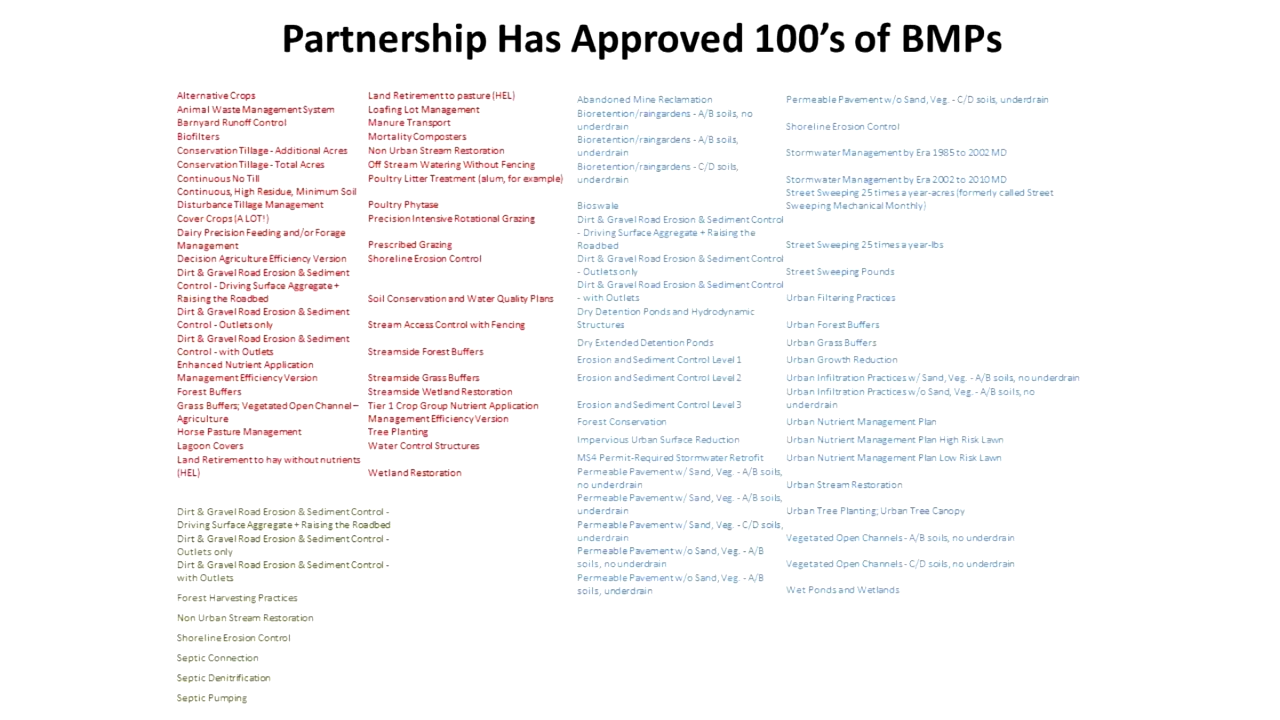 Partnership Has Approved 100’s of BMPs
Alternative Crops
Animal Waste Management System
Barnyard Runoff Control
Biofilters
Conservation Tillage - Additional Acres
Conservation Tillage - Total Acres
Continuous No Till
Continuous, High Residue, Minimum Soil
Disturbance Tillage Management
Cover Crops (A LOT!)
Dairy Precision Feeding and/or Forage
Management
Decision Agriculture Efficiency Version
Dirt & Gravel Road Erosion & Sediment
Control - Driving Surface Aggregate +
Raising the Roadbed
Dirt & Gravel Road Erosion & Sediment
Control - Outlets only
Dirt & Gravel Road Erosion & Sediment
Control - with Outlets
Enhanced Nutrient Application
Management Efficiency Version
Forest Buffers
Grass Buffers; Vegetated Open Channel –
Agriculture
Horse Pasture Management
Lagoon Covers
Land Retirement to hay without nutrients
(HEL)
Land Retirement to pasture (HEL)
Loafing Lot Management
Manure Transport
Mortality Composters
Non Urban Stream Restoration
Off Stream Watering Without Fencing
Poultry Litter Treatment (alum, for example)
Poultry Phytase
Precision Intensive Rotational Grazing
Prescribed Grazing
Shoreline Erosion Control
Soil Conservation and Water Quality Plans
Stream Access Control with Fencing
Streamside Forest Buffers
Streamside Grass Buffers
Streamside Wetland Restoration
Tier 1 Crop Group Nutrient Application
Management Efficiency Version
Tree Planting
Water Control Structures
Wetland Restoration
Dirt & Gravel Road Erosion & Sediment Control -
Driving Surface Aggregate + Raising the Roadbed
Dirt & Gravel Road Erosion & Sediment Control -
Outlets only
Dirt & Gravel Road Erosion & Sediment Control -
with Outlets
Forest Harvesting Practices
Non Urban Stream Restoration
Shoreline Erosion Control
Septic Connection
Septic Denitrification
Septic Pumping
Abandoned Mine Reclamation
Bioretention/raingardens - A/B soils, no
underdrain
Bioretention/raingardens - A/B soils,
underdrain
Bioretention/raingardens - C/D soils,
underdrain
Bioswale
Dirt & Gravel Road Erosion & Sediment Control
- Driving Surface Aggregate + Raising the
Roadbed
Dirt & Gravel Road Erosion & Sediment Control
- Outlets only
Dirt & Gravel Road Erosion & Sediment Control
- with Outlets
Dry Detention Ponds and Hydrodynamic
Structures
Dry Extended Detention Ponds
Erosion and Sediment Control Level 1
Erosion and Sediment Control Level 2
Erosion and Sediment Control Level 3
Forest Conservation
Impervious Urban Surface Reduction
MS4 Permit-Required Stormwater Retrofit
Permeable Pavement w/ Sand, Veg. - A/B soils,
no underdrain
Permeable Pavement w/ Sand, Veg. - A/B soils,
underdrain
Permeable Pavement w/ Sand, Veg. - C/D soils,
underdrain
Permeable Pavement w/o Sand, Veg. - A/B
soils, no underdrain
Permeable Pavement w/o Sand, Veg. - A/B
soils, underdrain
Permeable Pavement w/o Sand, Veg. - C/D soils, underdrain
Shoreline Erosion Control
Stormwater Management by Era 1985 to 2002 MD
Stormwater Management by Era 2002 to 2010 MD
Street Sweeping 25 times a year-acres (formerly called Street
Sweeping Mechanical Monthly)
Street Sweeping 25 times a year-lbs
Street Sweeping Pounds
Urban Filtering Practices
Urban Forest Buffers
Urban Grass Buffers
Urban Growth Reduction
Urban Infiltration Practices w/ Sand, Veg. - A/B soils, no underdrain
Urban Infiltration Practices w/o Sand, Veg. - A/B soils, no
underdrain
Urban Nutrient Management Plan
Urban Nutrient Management Plan High Risk Lawn
Urban Nutrient Management Plan Low Risk Lawn
Urban Stream Restoration
Urban Tree Planting; Urban Tree Canopy
Vegetated Open Channels - A/B soils, no underdrain
Vegetated Open Channels - C/D soils, no underdrain
Wet Ponds and Wetlands